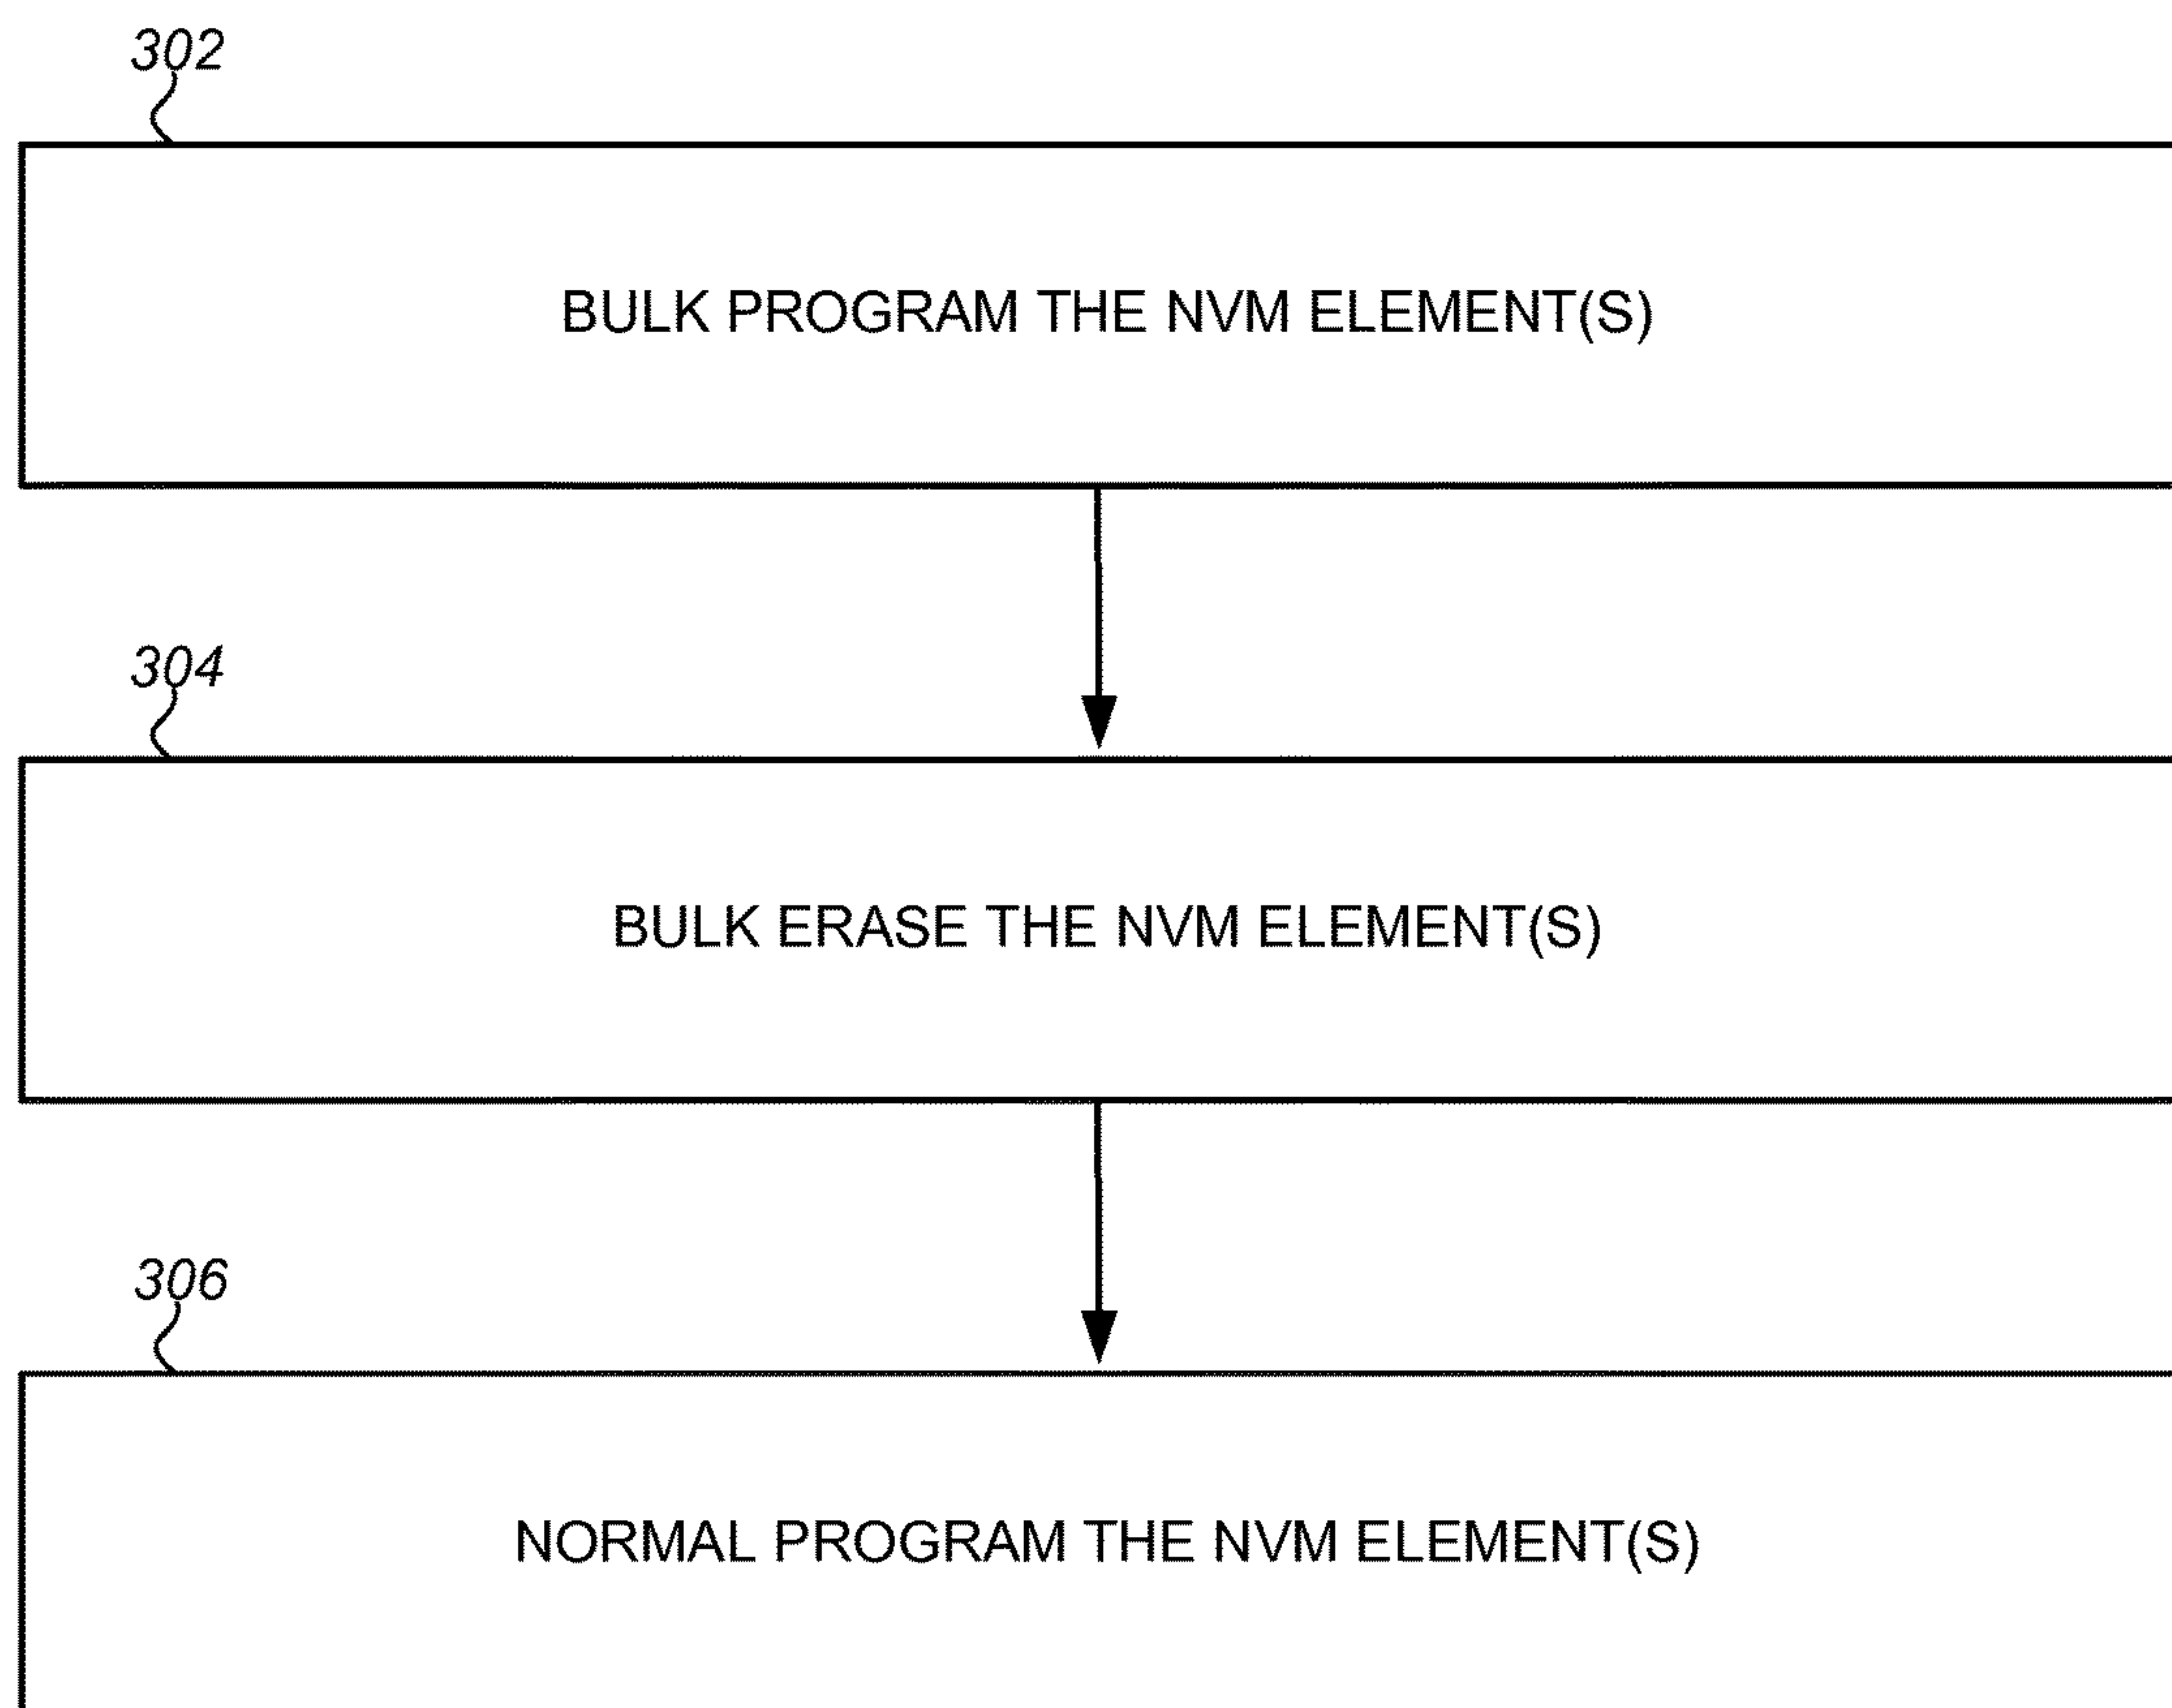 302
BULK PROGRAM THE NVM ELEMENT(S)
304
BULK ERASE THE NVM ELEMENT(S)
306
NORMAL PROGRAM THE NVM ELEMENT(S)